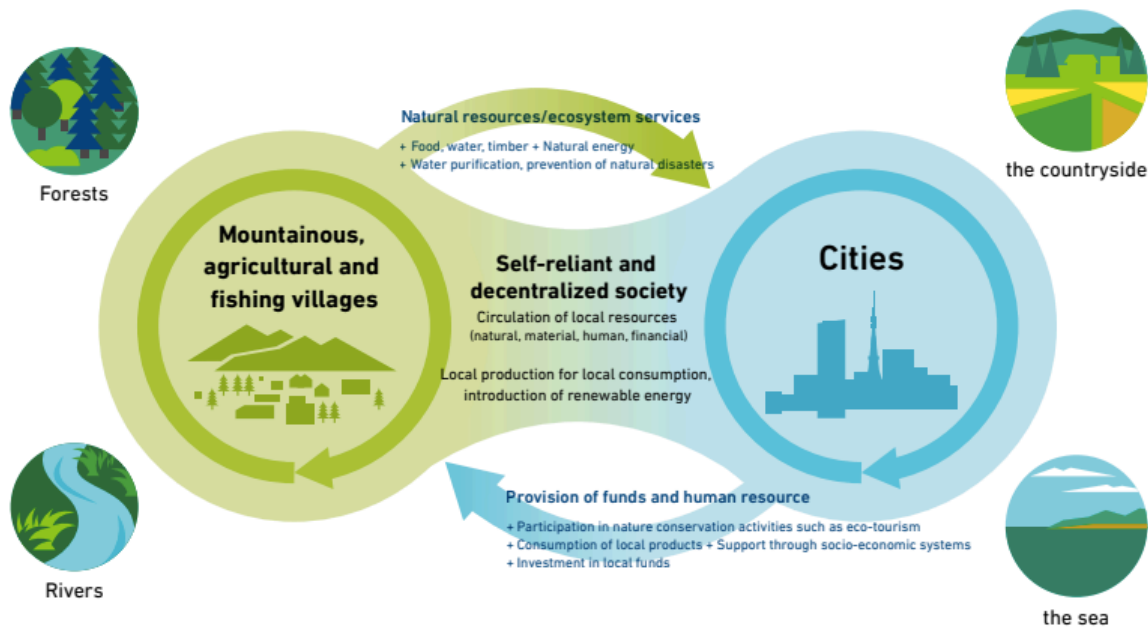 Forests
the countryside
Natural resources/ecosystem services
+ Food, water, timber + Natural energy
+ Water purification, prevention of natural disasters
Mountainous,
agricultural and
fishing villages
Self-reliant and
decentralized society
Circulation of local resources
(natural, material, human, financial)
Local production for local consumption,
introduction of renewable energy
Cities
Provision of funds and human resource
+ Participation in nature conservation activities such as eco-tourism
+ Consumption of local products + Support through socio-economic systems
+ Investment in local funds
Rivers
the sea